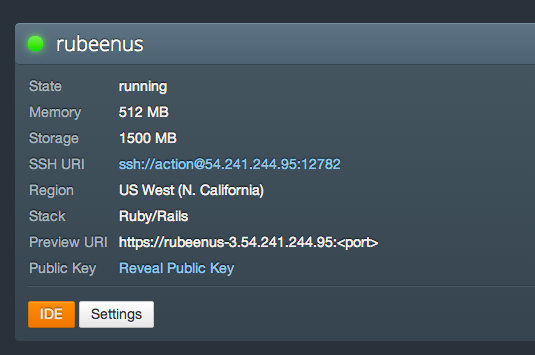 rubeenus
State running
Memory 512 MB
Storage 1500 MB
SSH URI ssh://action@54.241.244.95:12782
Region US West (N. California)
Stack Ruby/Rails
Preview URI https://rubeenus-3.54.241.244.95:<port>
Public Key Reveal Public Key
IDE Settings